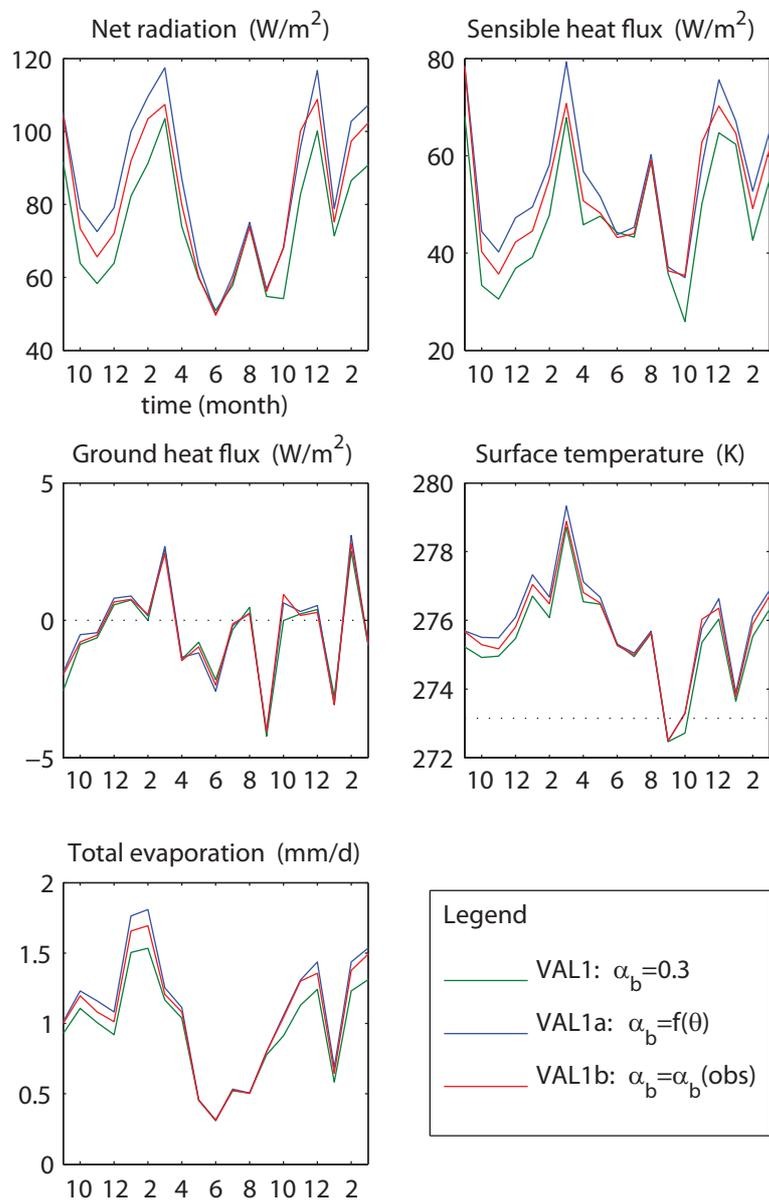 Net radiation (W/m²)
120
100
80
60
40
10 12 2 4 6 8 10 12 2
time (month)
Sensible heat flux (W/m²)
80
60
40
20
10 12 2 4 6 8 10 12 2
Ground heat flux (W/m²)
5
0
−5
10 12 2 4 6 8 10 12 2
Surface temperature (K)
280
278
276
274
272
10 12 2 4 6 8 10 12 2
Total evaporation (mm/d)
2
1.5
1
0.5
0
10 12 2 4 6 8 10 12 2
Legend
VAL1: α_b=0.3
VAL1a: α_b=f(θ)
VAL1b: α_b=α_b(obs)